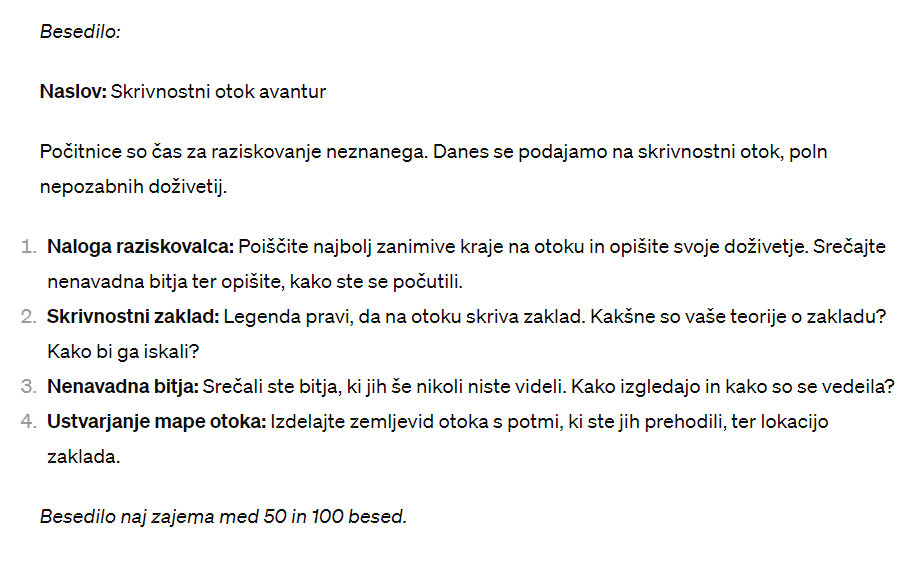 Besedilo:
Naslov: Skrivnostni otok avantur
Počitnice so čas za raziskovanje neznanega. Danes se podajamo na skrivnostni otok, poln
nepozabnih doživetij.
1. Naloga raziskovalca: Poiščite najbolj zanimive kraje na otoku in opišite svoje doživetje. Srečajte
nenavadna bitja ter opišite, kako ste se počutili.
2. Skrivnostni zaklad: Legenda pravi, da na otoku skriva zaklad. Kakšne so vaše teorije o zakladu?
Kako bi ga iskali?
3. Nenavadna bitja: Srečali ste bitja, ki jih še nikoli niste videli. Kako izgledajo in kako so se vedeila?
4. Ustvarjanje mape otoka: Izdelajte zemljevid otoka s potmi, ki ste jih prehodili, ter lokacijo
zaklada.
Besedilo naj zajema med 50 in 100 besed.